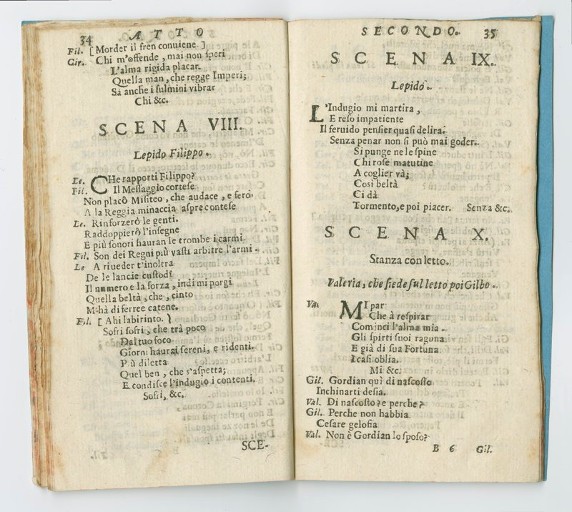 34 ATTO
Fil. [Morder il fren conuiene ]
Gir. Chi m'offende, mai non speri
L'alma rigida placar.
Quella man, che regge Imperi;
Sà anche i fulmini vibrar
Chi &c.
SCENA VIII.
Lepido Filippo.
Le. CHe rapporti Filippo?
Fil. Il Messaggio cortese
Non placò Misiteo, che audace, e ferò
A la Reggia minaccia aspre contese
Le. Rinforzerò le genti.
Raddoppierò l'insegne
E più sonori hauran le trombe i carmi.
Fil. Son dei Regni più vasti arbitre l'armi.
Le A riueder t'inoltra
De le lancie custodi
Il numero e la forza, indi mi porgi
Quella beltà, che, cinto
M'hà di ferree catene.
Fil. [Ahi labirinto. }
Sofri sofri, che trà poco
Dal tuo foco
Giorni haurai sereni, e ridenti.
Più diletta
Quel ben, che s'aspetta;
E condisce l'indugio i contenti.
Sofri, &c.
SCE-
SECONDO. 35
SCENA IX.
Lepido.
L'Indugio mi martira,
E reso impatiente
Il feruido pensier quasi delira.
Senza penar non si può mai goder.
Si punge ne le spine
Chi rose matutine
A coglier và;
Così beltà
Ci dà
Tormento, e poi piacer. Senza &c.
SCENA X.
Stanza con letto.
Valeria, che siede sul letto poi Gilbo.
Va. MI par
Che à respirar
Cominci l'alma mia.
Gli spirti suoi raguna
E già di sua Fortuna
I casi oblia.
Mi &c.
Gil. Gordian quì di nascosto
Inchinarti desia.
Val. Di nascosto? e perche?
Gil. Perche non habbia
Cesare gelosia
Val. Non è Gordian lo sposo?
B 6 Gil.